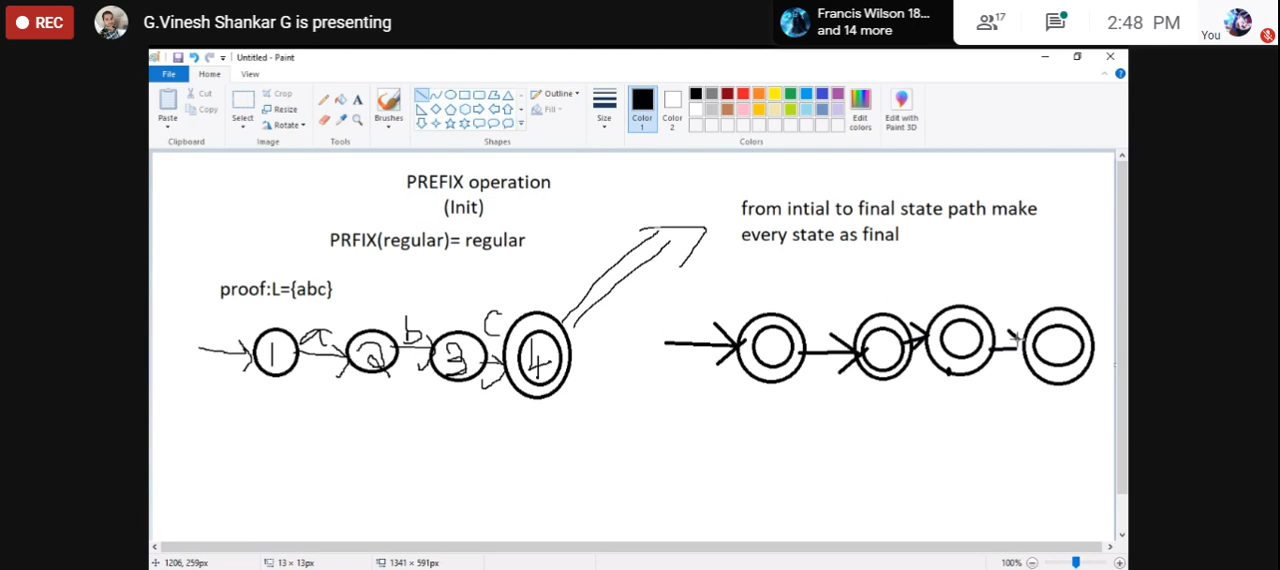 REC
G.Vinesh Shankar G is presenting
Francis Wilson 18...
and 14 more
17
2:48 PM
You
Untitled - Paint
File
Home
View
Paste
Cut
Copy
Clipboard
Select
Crop
Resize
Rotate
Image
Tools
Brushes
Shapes
Outline
Fill
Size
Color
1
Color
2
Edit
colors
Edit with
Paint 3D
Colors
PREFIX operation
(Init)
PRFIX(regular)= regular
from intial to final state path make
every state as final
proof:L={abc}
1 a 2 b 3 C 4
1206, 259px
13 × 13px
1341 × 591px
100%